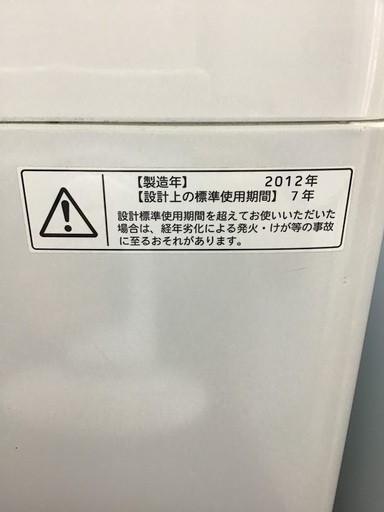 【製造年】 2012年
【設計上の標準使用期間】 7年
設計標準使用期間を超えてお使いいただいた
場合は、経年劣化による発火・けが等の事故
に至るおそれがあります。